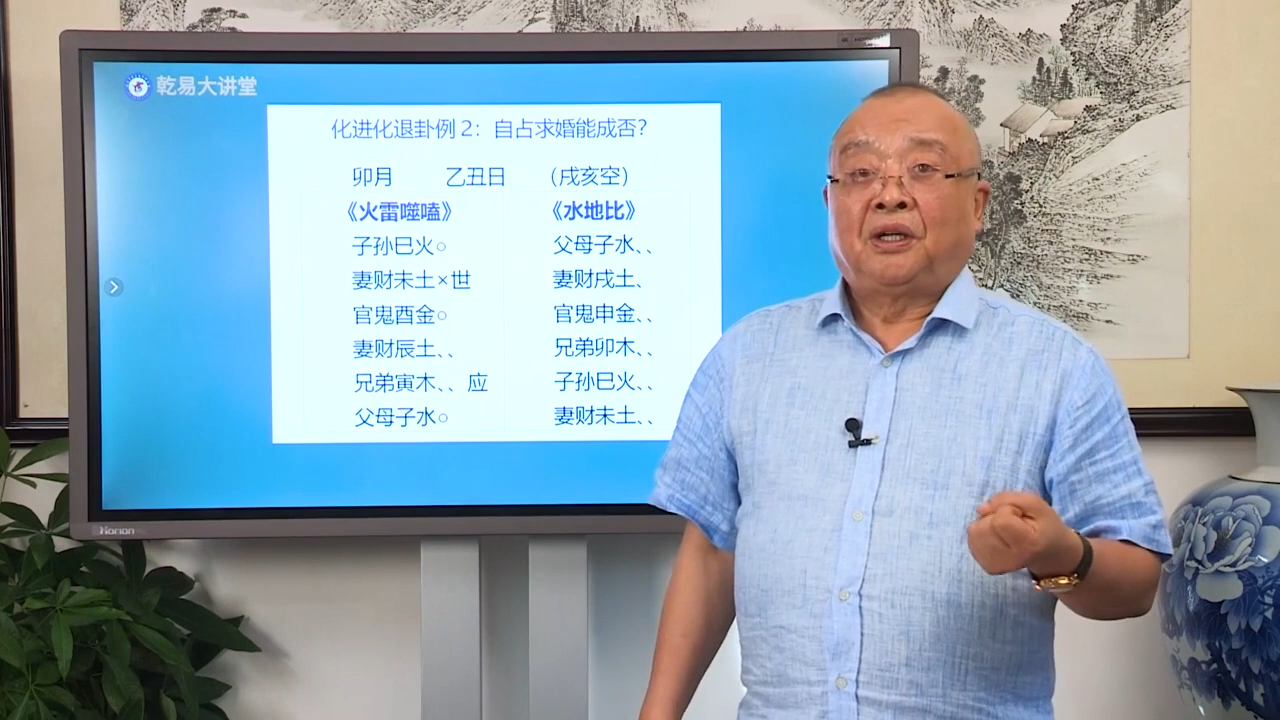 乾易大讲堂
化进化退卦例2：自占求婚能成否？
卯月 乙丑日 （戌亥空）
《火雷噬嗑》 《水地比》
子孙巳火○ 父母子水、、
妻财未土×世 妻财戌土、
官鬼酉金○ 官鬼申金、、
妻财辰土、、 兄弟卯木、、
兄弟寅木、、应 子孙巳火、、
父母子水○ 妻财未土、、
Horion